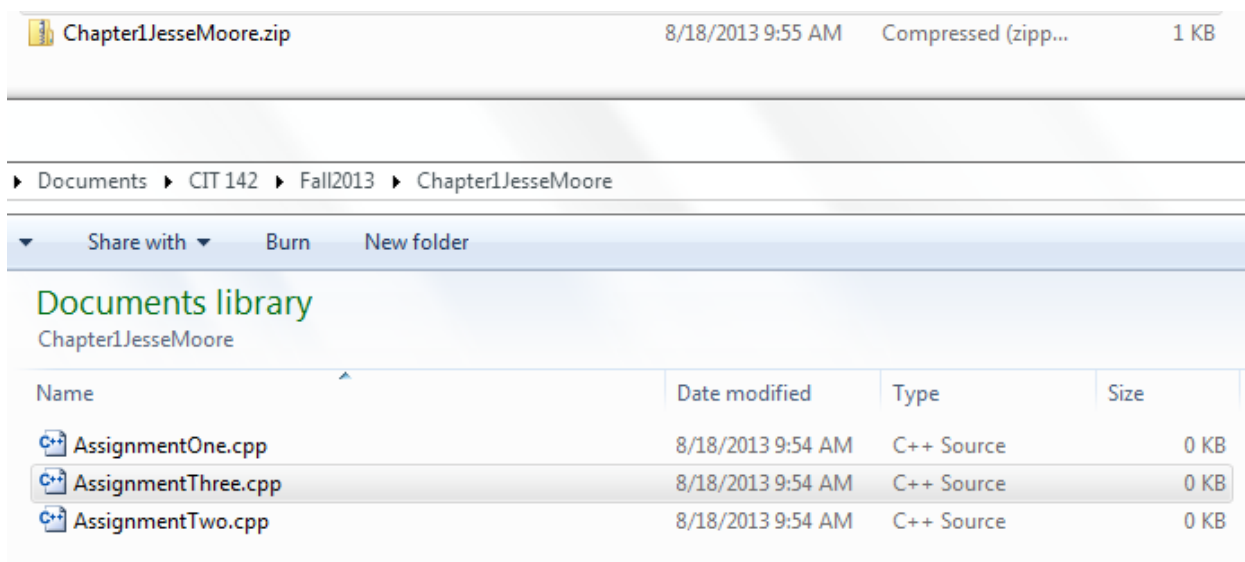 Chapter1JesseMoore.zip 8/18/2013 9:55 AM Compressed (zipp... 1 KB
Documents CIT 142 Fall2013 Chapter1JesseMoore
Share with Burn New folder
Documents library
Chapter1JesseMoore
Name Date modified Type Size
C++ AssignmentOne.cpp 8/18/2013 9:54 AM C++ Source 0 KB
C++ AssignmentThree.cpp 8/18/2013 9:54 AM C++ Source 0 KB
C++ AssignmentTwo.cpp 8/18/2013 9:54 AM C++ Source 0 KB